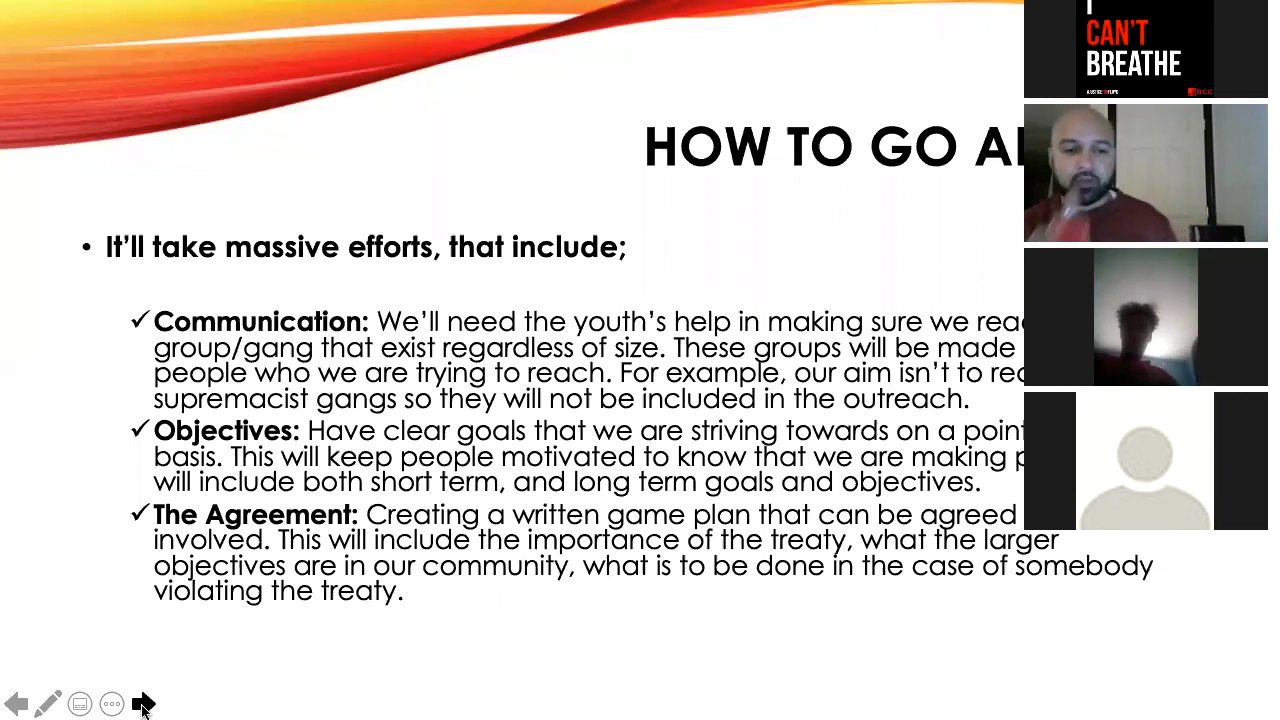 HOW TO GO
It'll take massive efforts, that include;
Communication: We'll need the youth's help in making sure we
group/gang that exist regardless of size. These groups will be made
people who we are trying to reach. For example, our aim isn't to
supremacist gangs so they will not be included in the outreach.
Objectives: Have clear goals that we are striving towards on a
basis. This will keep people motivated to know that we are making
will include both short term, and long term goals and objectives.
The Agreement: Creating a written game plan that can be agreed
involved. This will include the importance of the treaty, what the larger
objectives are in our community, what is to be done in the case of somebody
violating the treaty.
I
CAN'T
BREATHE